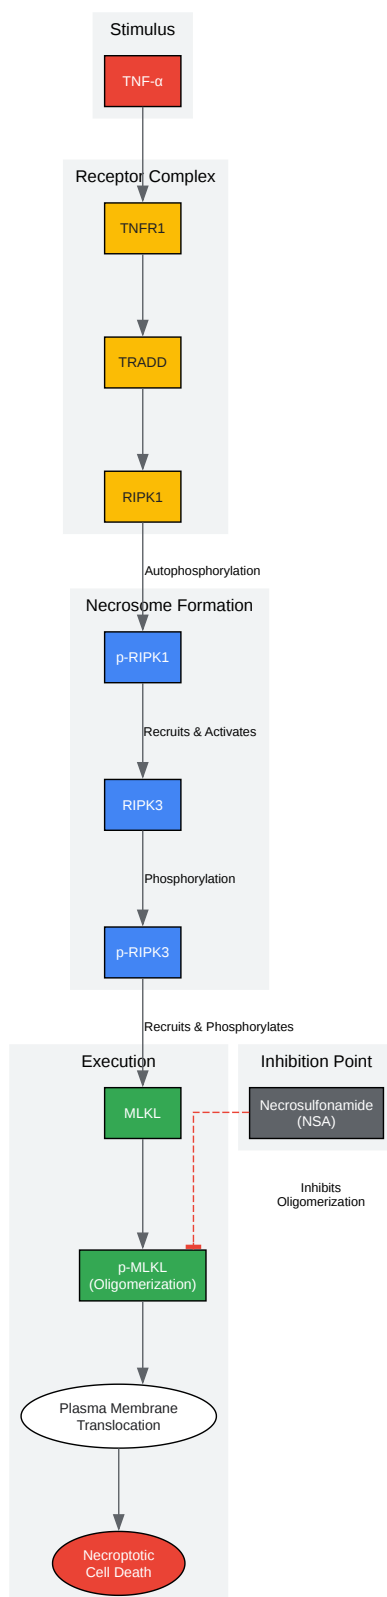 Stimulus
TNF-α
Receptor Complex
TNFR1
TRADD
RIPK1
Autophosphorylation
Necrosome Formation
p-RIPK1
Recruits & Activates
RIPK3
Phosphorylation
p-RIPK3
Recruits & Phosphorylates
Execution
Inhibition Point
MLKL
Necrosulfonamide
(NSA)
Inhibits
Oligomerization
p-MLKL
(Oligomerization)
Plasma Membrane
Translocation
Necroptotic
Cell Death